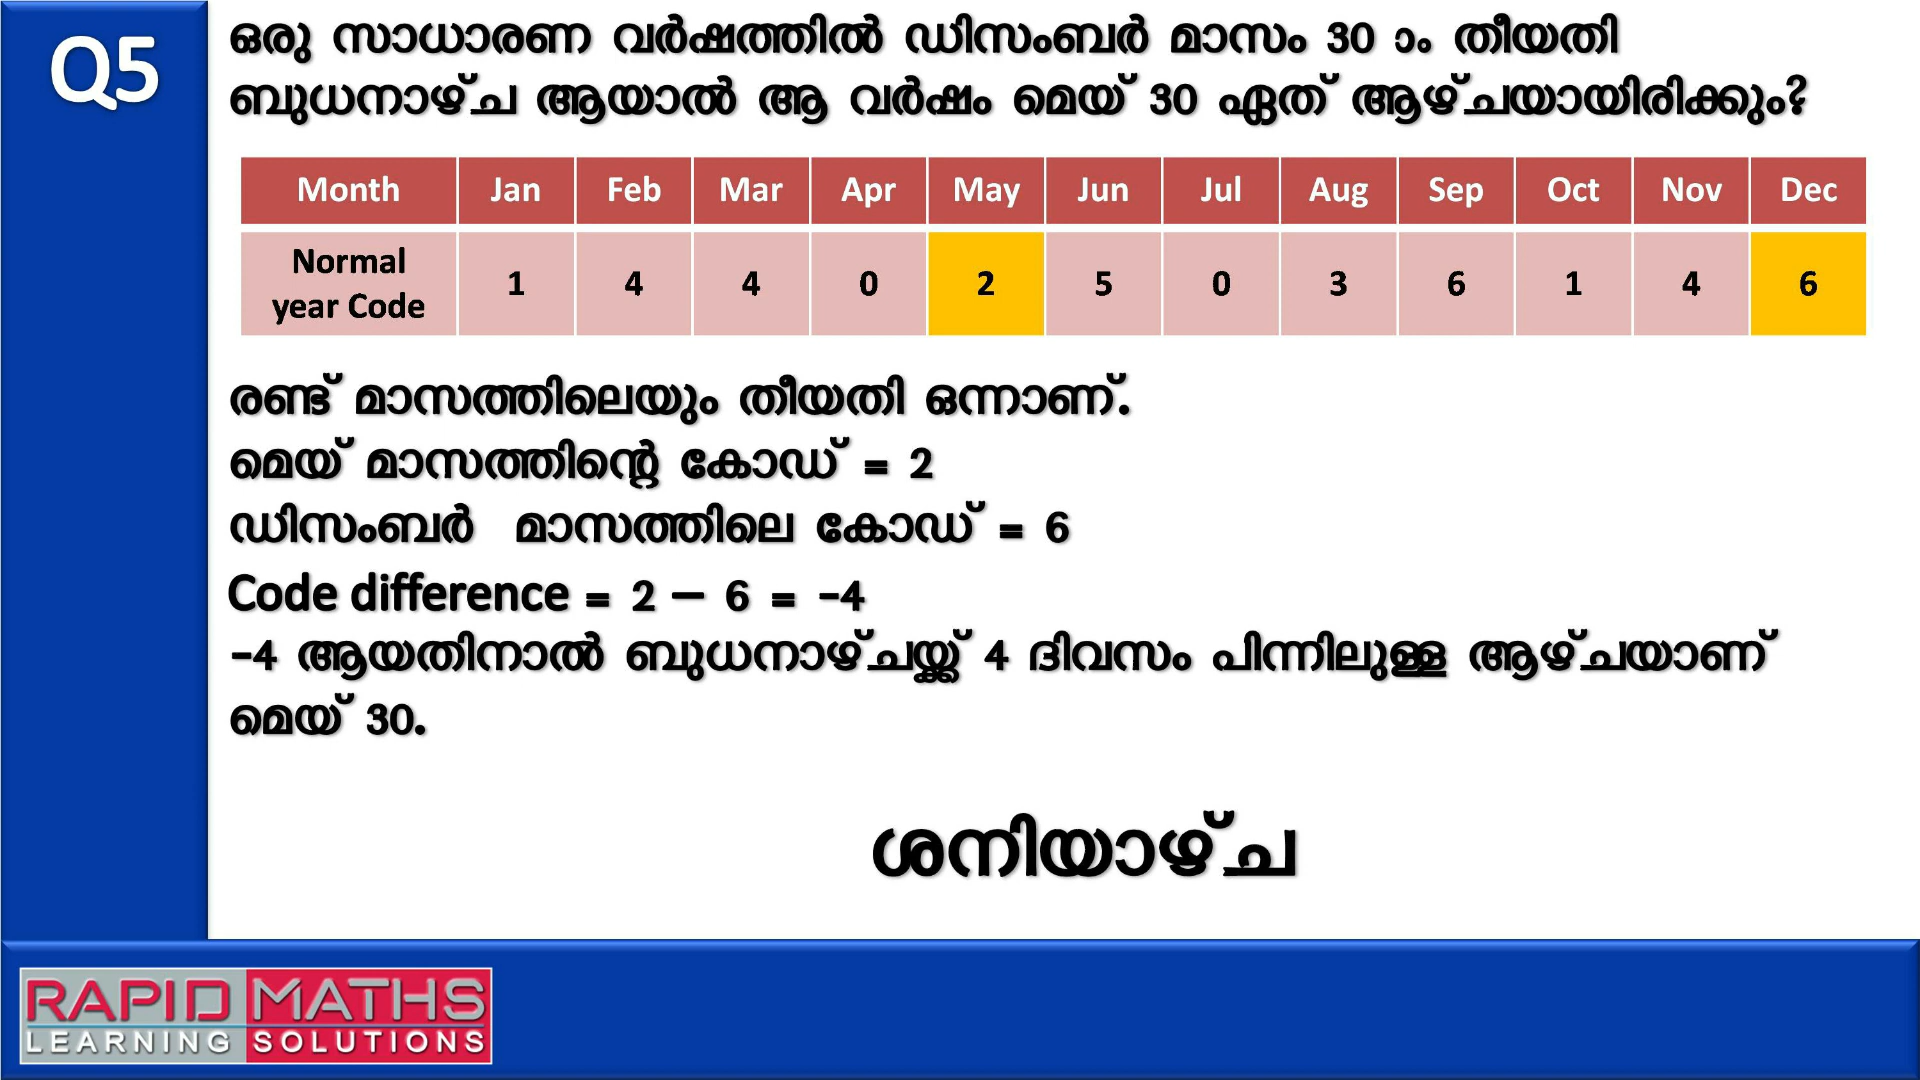 Q5
ഒരു സാധാരണ വർഷത്തിൽ ഡിസംബർ മാസം 30 ാം തീയതി
ബുധനാഴ്ച ആയാൽ ആ വർഷം മെയ് 30 ഏത് ആഴ്ചയായിരിക്കും?
Month Jan Feb Mar Apr May Jun Jul Aug Sep Oct Nov Dec
Normal
year Code 1 4 4 0 2 5 0 3 6 1 4 6
രണ്ട് മാസത്തിലെയും തീയതി ഒന്നാണ്.
മെയ് മാസത്തിന്റെ കോഡ് = 2
ഡിസംബർ മാസത്തിലെ കോഡ് = 6
Code difference = 2 – 6 = -4
-4 ആയതിനാൽ ബുധനാഴ്ചയ്ക്ക് 4 ദിവസം പിന്നിലുള്ള ആഴ്ചയാണ്
മെയ് 30.
ശനിയാഴ്ച
RAPID MATHS
LEARNING SOLUTIONS